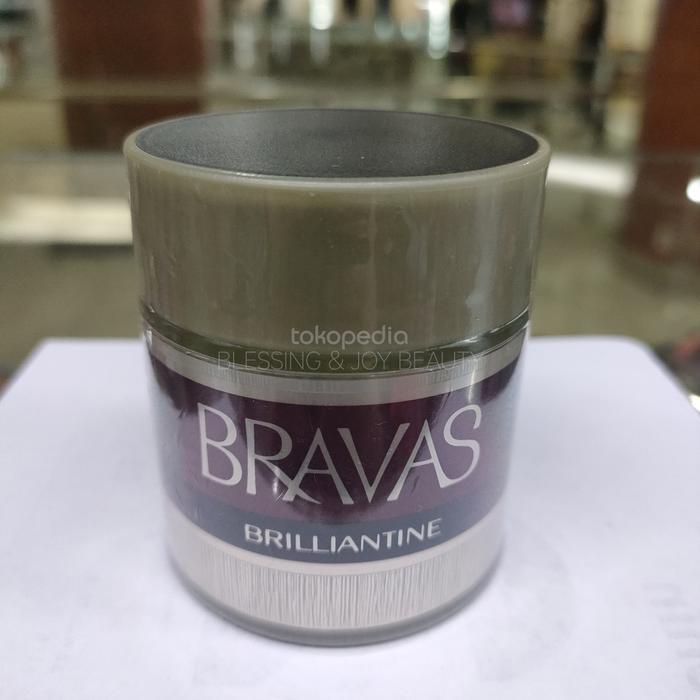 tokopedia
BLESSING & JOY BEAUTY
BRAVAS
BRILLIANTINE